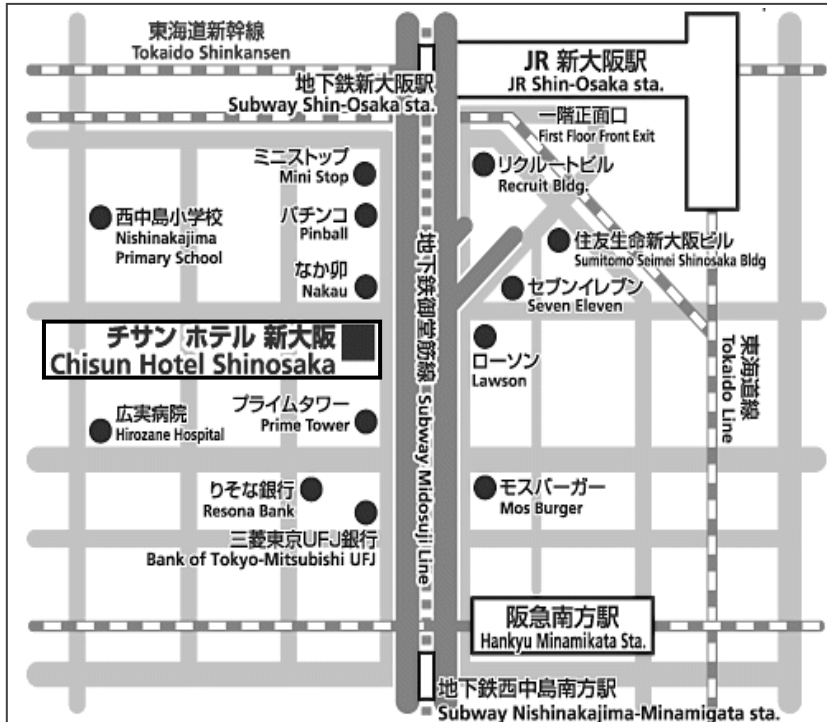 東海道新幹線
Tokaido Shinkansen
JR 新大阪駅
JR Shin-Osaka sta.
地下鉄新大阪駅
Subway Shin-Osaka sta.
一階正面口
First Floor Front Exit
ミニストップ
Mini Stop
リクルートビル
Recruit Bldg.
西中島小学校
Nishinakajima
Primary School
パチンコ
Pinball
住友生命新大阪ビル
Sumitomo Seimei Shinosaka Bldg
なか卯
Nakau
セブンイレブン
Seven Eleven
チサン ホテル 新大阪
Chisun Hotel Shinosaka
ローソン
Lawson
地下鉄御堂筋線 Subway Midosuji Line
東海道線
Tokaido Line
広実病院
Hirozane Hospital
プライムタワー
Prime Tower
りそな銀行
Resona Bank
モスバーガー
Mos Burger
三菱東京UFJ銀行
Bank of Tokyo-Mitsubishi UFJ
阪急南方駅
Hankyu Minamikata Sta.
地下鉄西中島南方駅
Subway Nishinakajima-Minamigata sta.